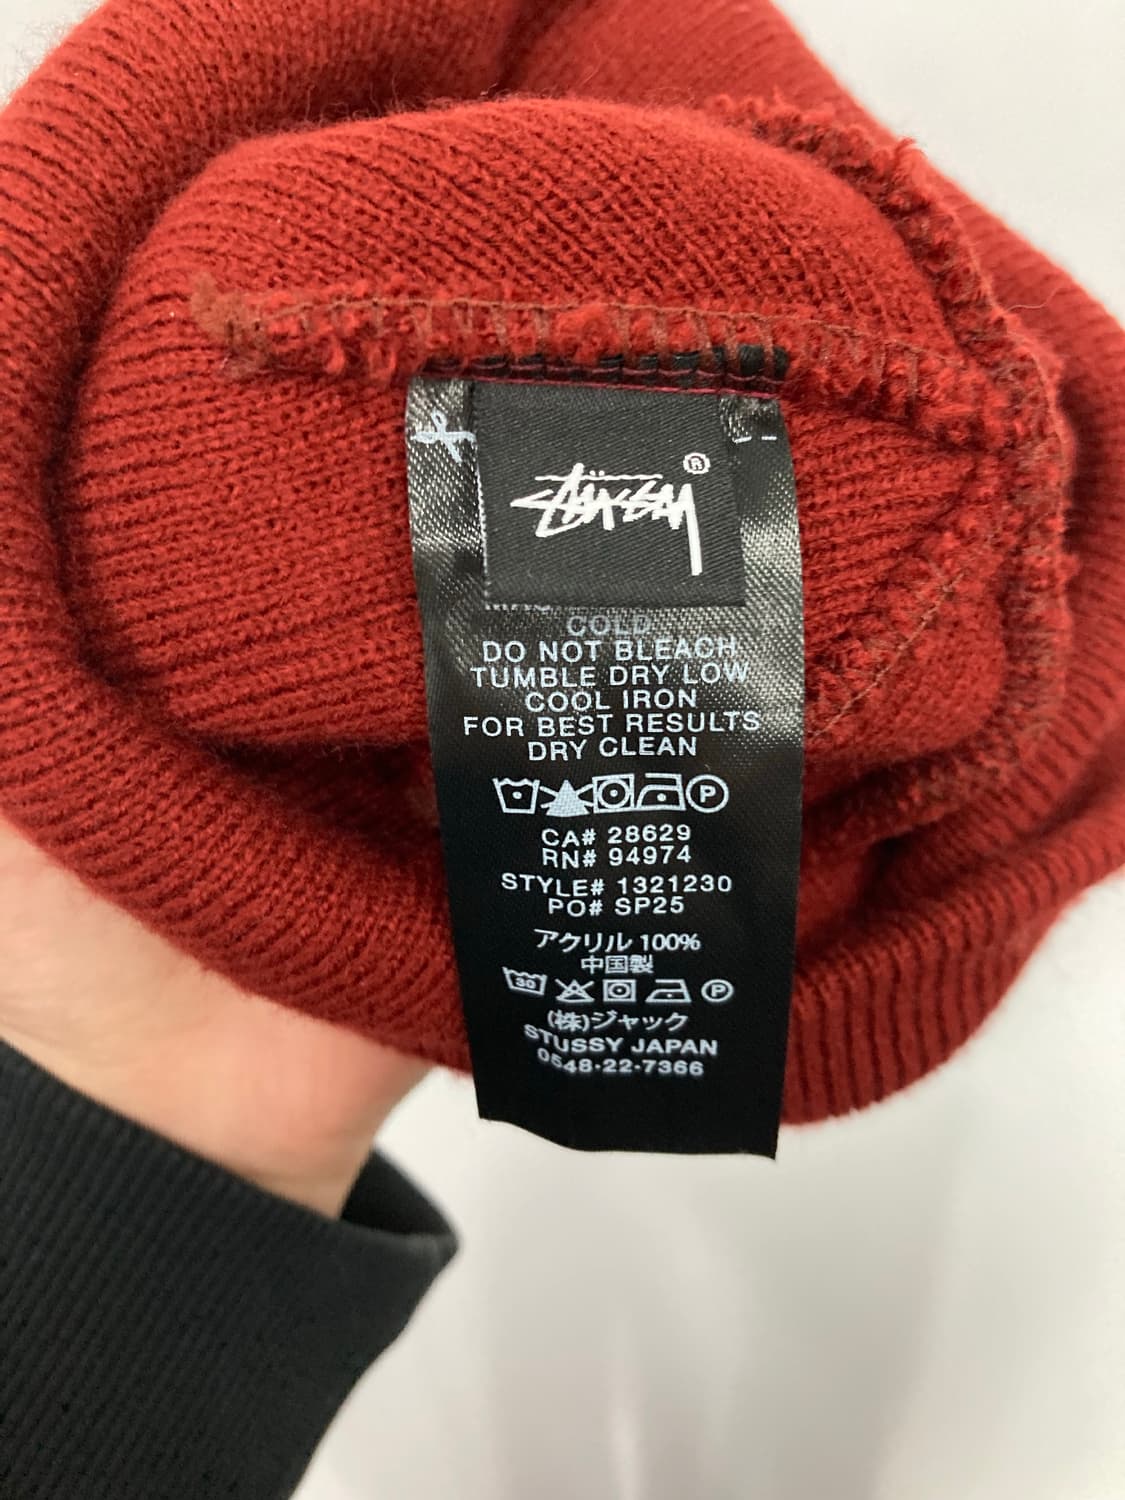 STÜSSY ®
COLD
DO NOT BLEACH
TUMBLE DRY LOW
COOL IRON
FOR BEST RESULTS
DRY CLEAN
P
CA# 28629
RN# 94974
STYLE# 1321230
PO# SP25
アクリル 100%
中国製
30 P
(株)ジャック
STUSSY JAPAN
0548-22-7366